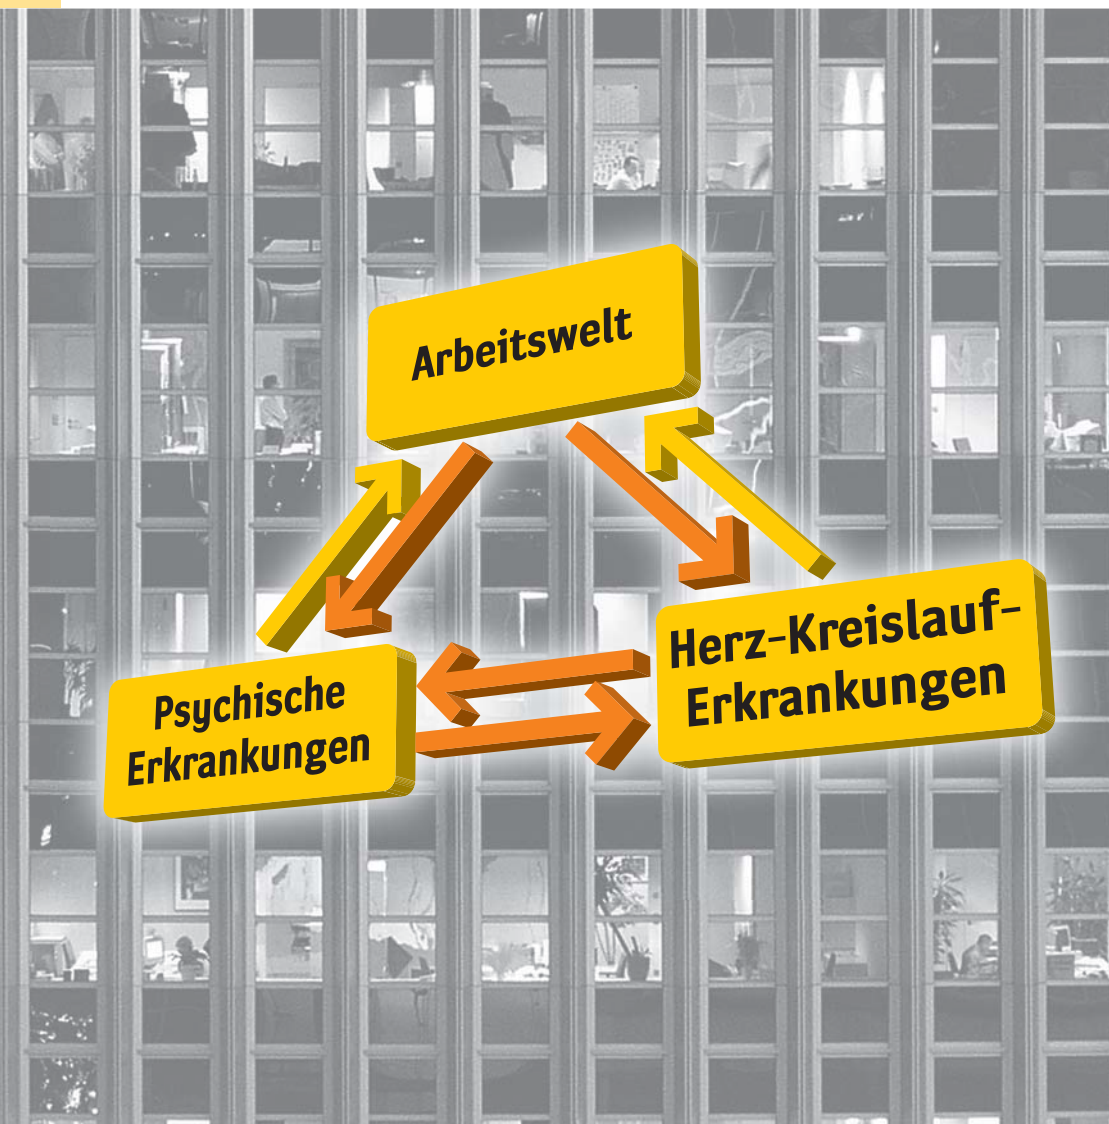 Arbeitswelt
Psychische
Erkrankungen
Herz-Kreislauf-
Erkrankungen